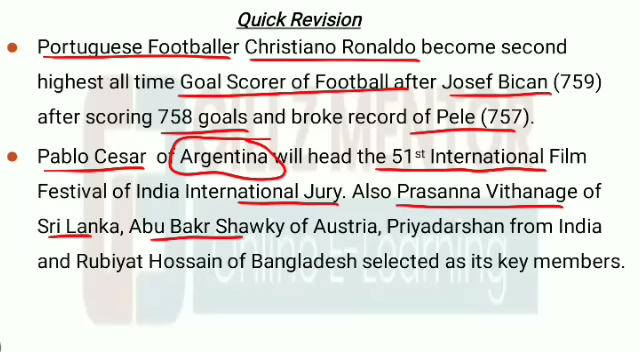 Quick Revision
• Portuguese Footballer Christiano Ronaldo become second
highest all time Goal Scorer of Football after Josef Bican (759)
after scoring 758 goals and broke record of Pele (757).
• Pablo Cesar of Argentina will head the 51st International Film
Festival of India International Jury. Also Prasanna Vithanage of
Sri Lanka, Abu Bakr Shawky of Austria, Priyadarshan from India
and Rubiyat Hossain of Bangladesh selected as its key members.
MENTOR
Online E-Learning